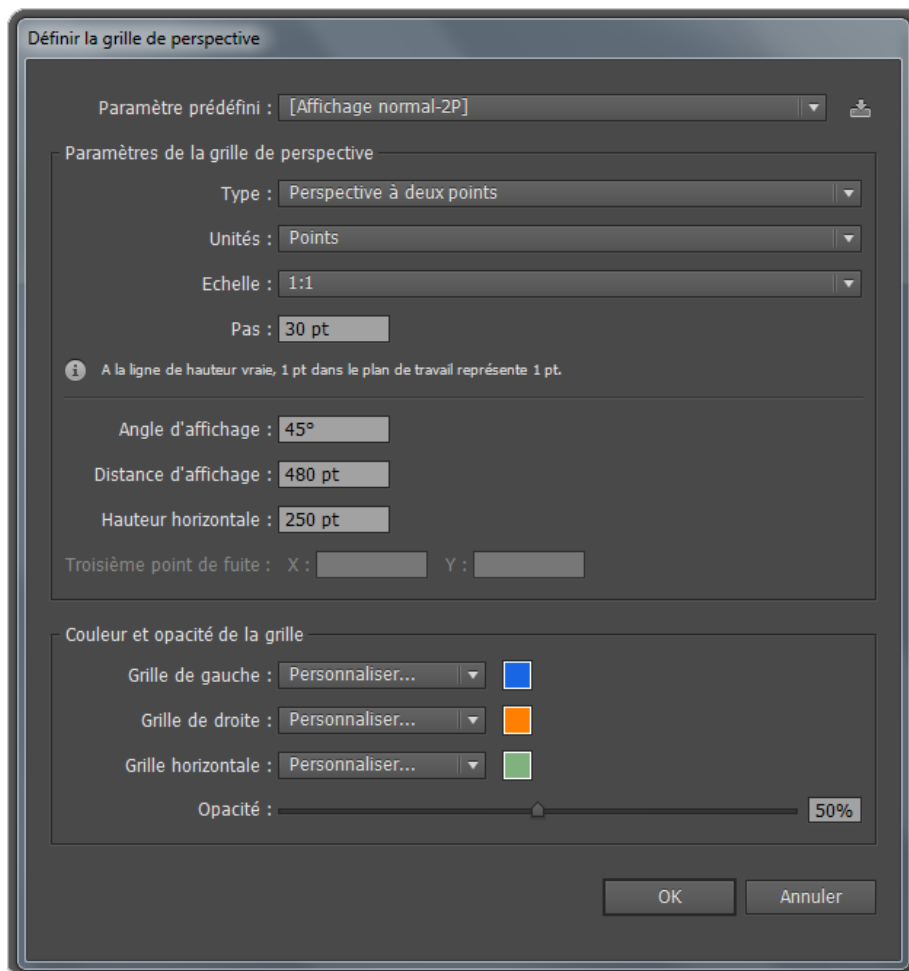 Définir la grille de perspective
Paramètre prédéfini : [Affichage normal-2P]
Paramètres de la grille de perspective
Type : Perspective à deux points
Unités : Points
Echelle : 1:1
Pas : 30 pt
A la ligne de hauteur vraie, 1 pt dans le plan de travail représente 1 pt.
Angle d'affichage : 45°
Distance d'affichage : 480 pt
Hauteur horizontale : 250 pt
Troisième point de fuite : X : Y :
Couleur et opacité de la grille
Grille de gauche : Personnaliser...
Grille de droite : Personnaliser...
Grille horizontale : Personnaliser...
Opacité : 50%
OK Annuler